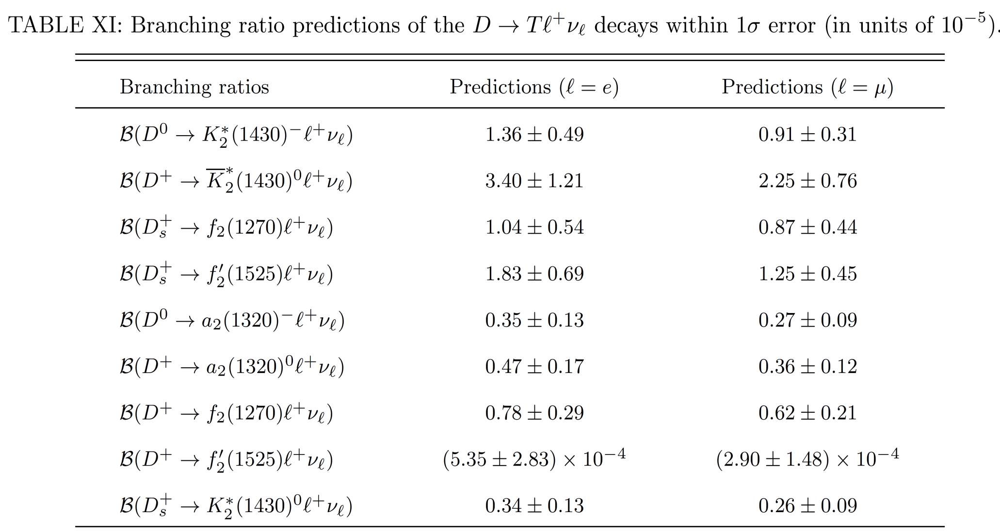 TABLE XI: Branching ratio predictions of the $D \to T\ell^+\nu_\ell$ decays within $1\sigma$ error (in units of $10^{-5}$).
Branching ratios Predictions ($\ell = e$) Predictions ($\ell = \mu$)
$\mathcal{B}(D^0 \to K_2^*(1430)^-\ell^+\nu_\ell)$ $1.36 \pm 0.49$ $0.91 \pm 0.31$
$\mathcal{B}(D^+ \to \overline{K}_2^*(1430)^0\ell^+\nu_\ell)$ $3.40 \pm 1.21$ $2.25 \pm 0.76$
$\mathcal{B}(D_s^+ \to f_2(1270)\ell^+\nu_\ell)$ $1.04 \pm 0.54$ $0.87 \pm 0.44$
$\mathcal{B}(D_s^+ \to f_2'(1525)\ell^+\nu_\ell)$ $1.83 \pm 0.69$ $1.25 \pm 0.45$
$\mathcal{B}(D^0 \to a_2(1320)^-\ell^+\nu_\ell)$ $0.35 \pm 0.13$ $0.27 \pm 0.09$
$\mathcal{B}(D^+ \to a_2(1320)^0\ell^+\nu_\ell)$ $0.47 \pm 0.17$ $0.36 \pm 0.12$
$\mathcal{B}(D^+ \to f_2(1270)\ell^+\nu_\ell)$ $0.78 \pm 0.29$ $0.62 \pm 0.21$
$\mathcal{B}(D^+ \to f_2'(1525)\ell^+\nu_\ell)$ $(5.35 \pm 2.83) \times 10^{-4}$ $(2.90 \pm 1.48) \times 10^{-4}$
$\mathcal{B}(D_s^+ \to K_2^*(1430)^0\ell^+\nu_\ell)$ $0.34 \pm 0.13$ $0.26 \pm 0.09$